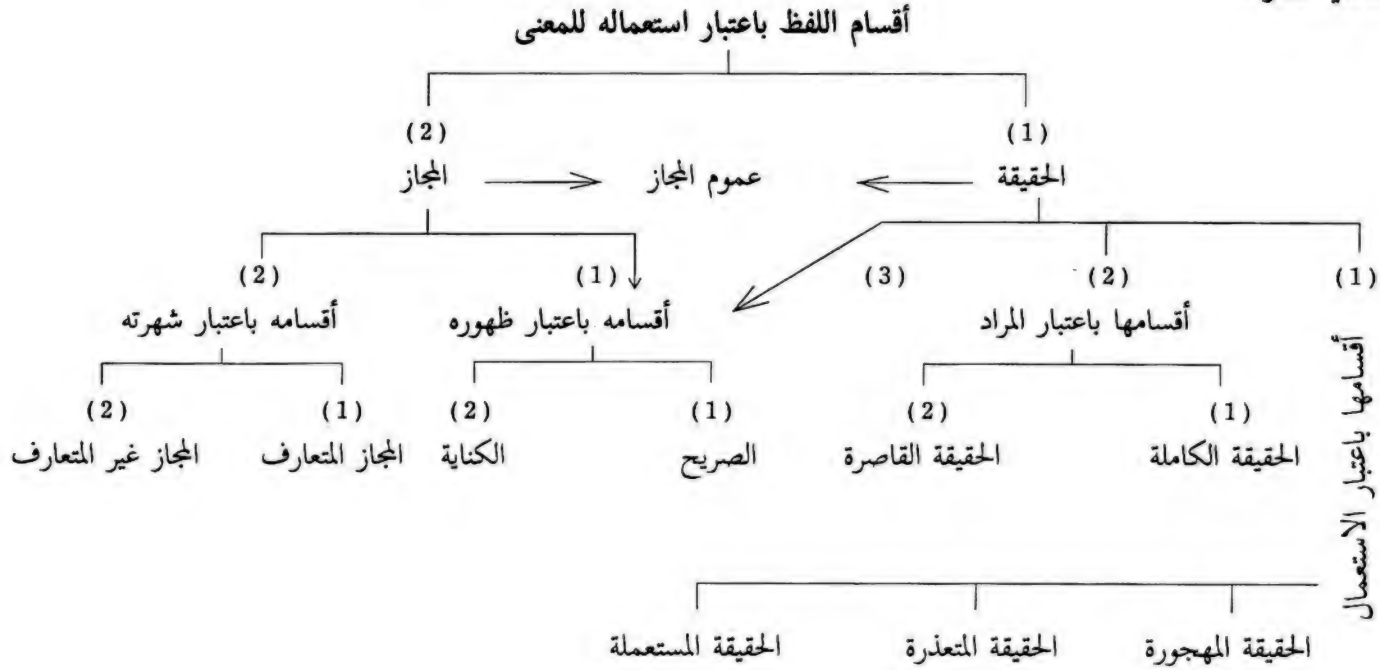 أقسام اللفظ باعتبار استعماله للمعنى
(1) (2)
الحقيقة عموم المجاز المجاز
(1) (2) (3) (1) (2)
أقسامها باعتبار الاستعمال
أقسامها باعتبار المراد أقسامه باعتبار ظهوره أقسامه باعتبار شهرته
(1) (2) (1) (2) (1) (2)
الحقيقة الكاملة الحقيقة القاصرة الصريح الكناية المجاز المتعارف المجاز غير المتعارف
الحقيقة المهجورة الحقيقة المتعذرة الحقيقة المستعملة